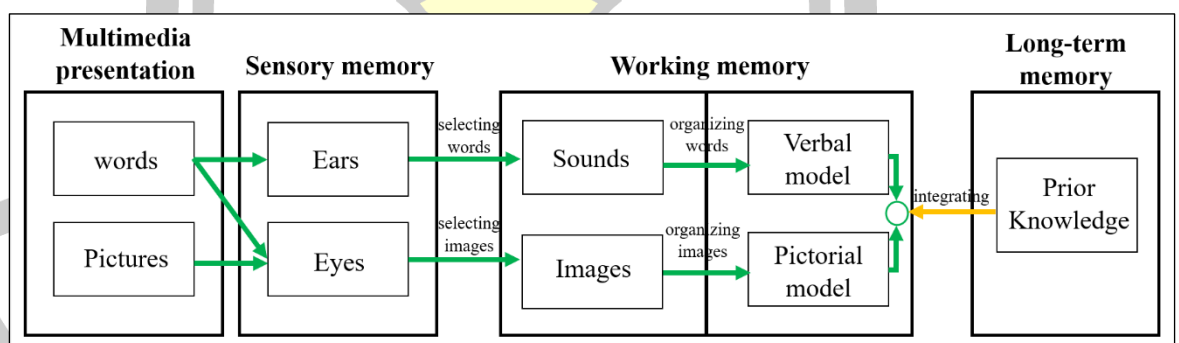 Multimedia
presentation
Sensory memory
Working memory
Long-term
memory
words
Pictures
Ears
Eyes
selecting
words
selecting
images
Sounds
Images
organizing
words
organizing
images
Verbal
model
Pictorial
model
integrating
Prior
Knowledge